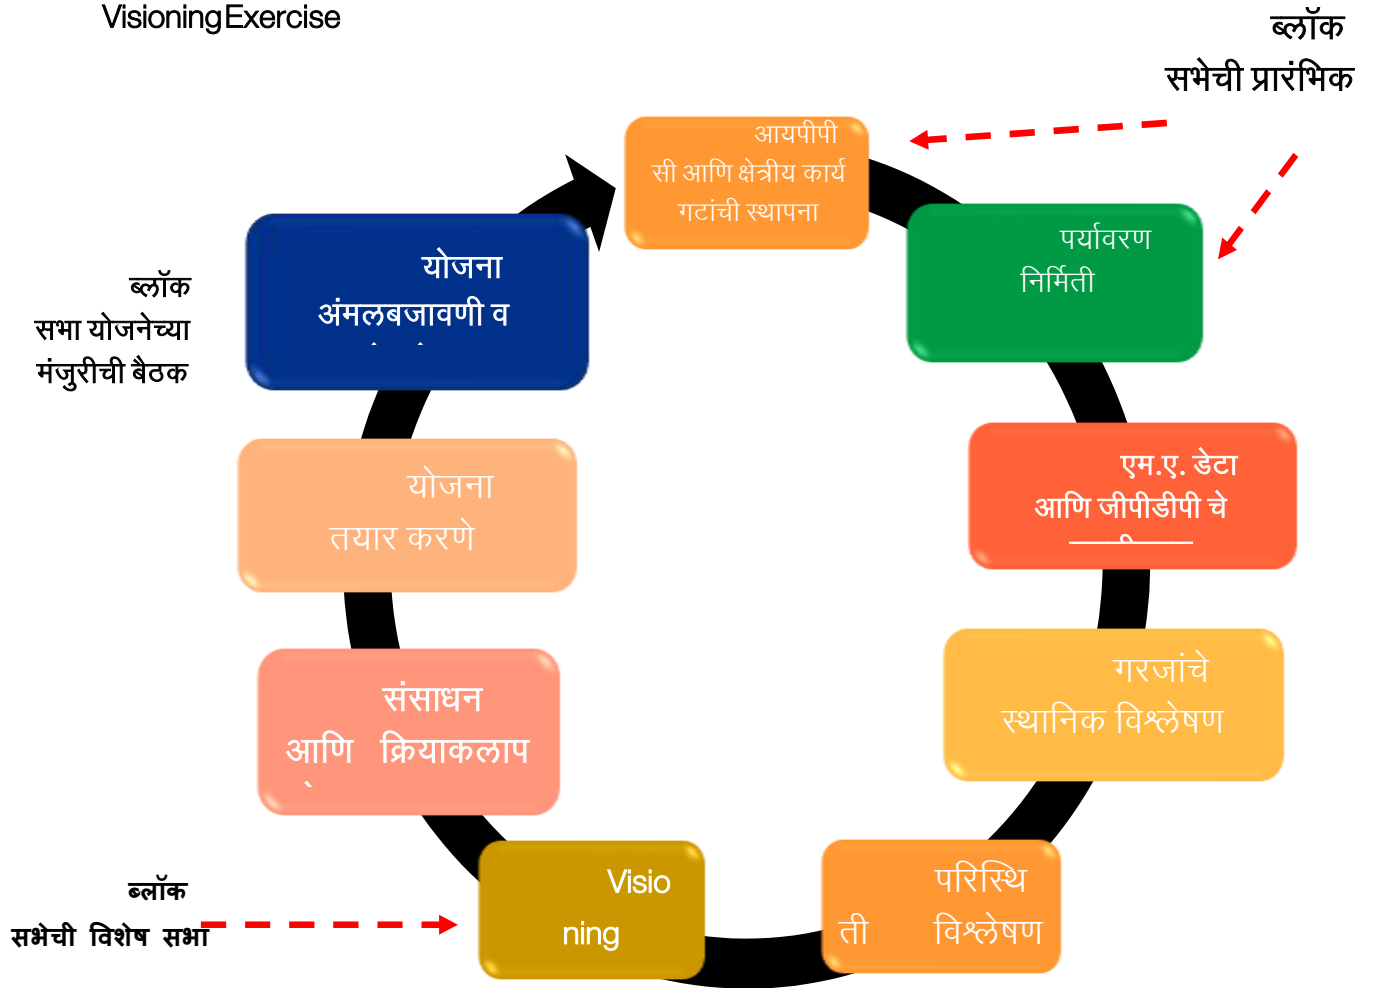 Visioning Exercise
ब्लॉक
सभेची प्रारंभिक
आयपीपी
सी आणि क्षेत्रीय कार्य
गटांची स्थापना
पर्यावरण
निर्मिती
एम.ए. डेटा
आणि जीपीडीपी चे
गरजांचे
स्थानिक विश्लेषण
परिस्थि
ती विश्लेषण
Visio
ning
ब्लॉक
सभेची विशेष सभा
संसाधन
आणि क्रियाकलाप
योजना
तयार करणे
योजना
अंमलबजावणी व
ब्लॉक
सभा योजनेच्या
मंजुरीची बैठक